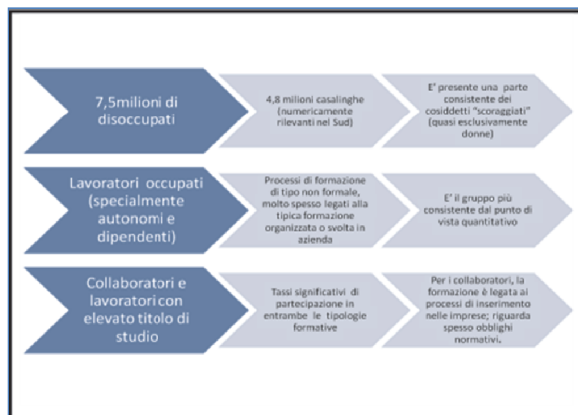 7,5milioni di
disoccupati
4,8 milioni casalinghe
(numericamente
rilevanti nel Sud)
E' presente una parte
consistente dei
cosiddetti "scoraggiati"
(quasi esclusivamente
donne)
Lavoratori occupati
(specialmente
autonomi e
dipendenti)
Processi di formazione
di tipo non formale,
molto spesso legati alla
tipica formazione
organizzata o svolta in
azienda
E' il gruppo più
consistente dal punto di
vista quantitativo
Collaboratori e
lavoratori con
elevato titolo di
studio
Tassi significativi di
partecipazione in
entrambe le tipologie
formative
Per i collaboratori, la
formazione è legata ai
processi di inserimento
nelle imprese; riguarda
spesso obblighi
normativi.